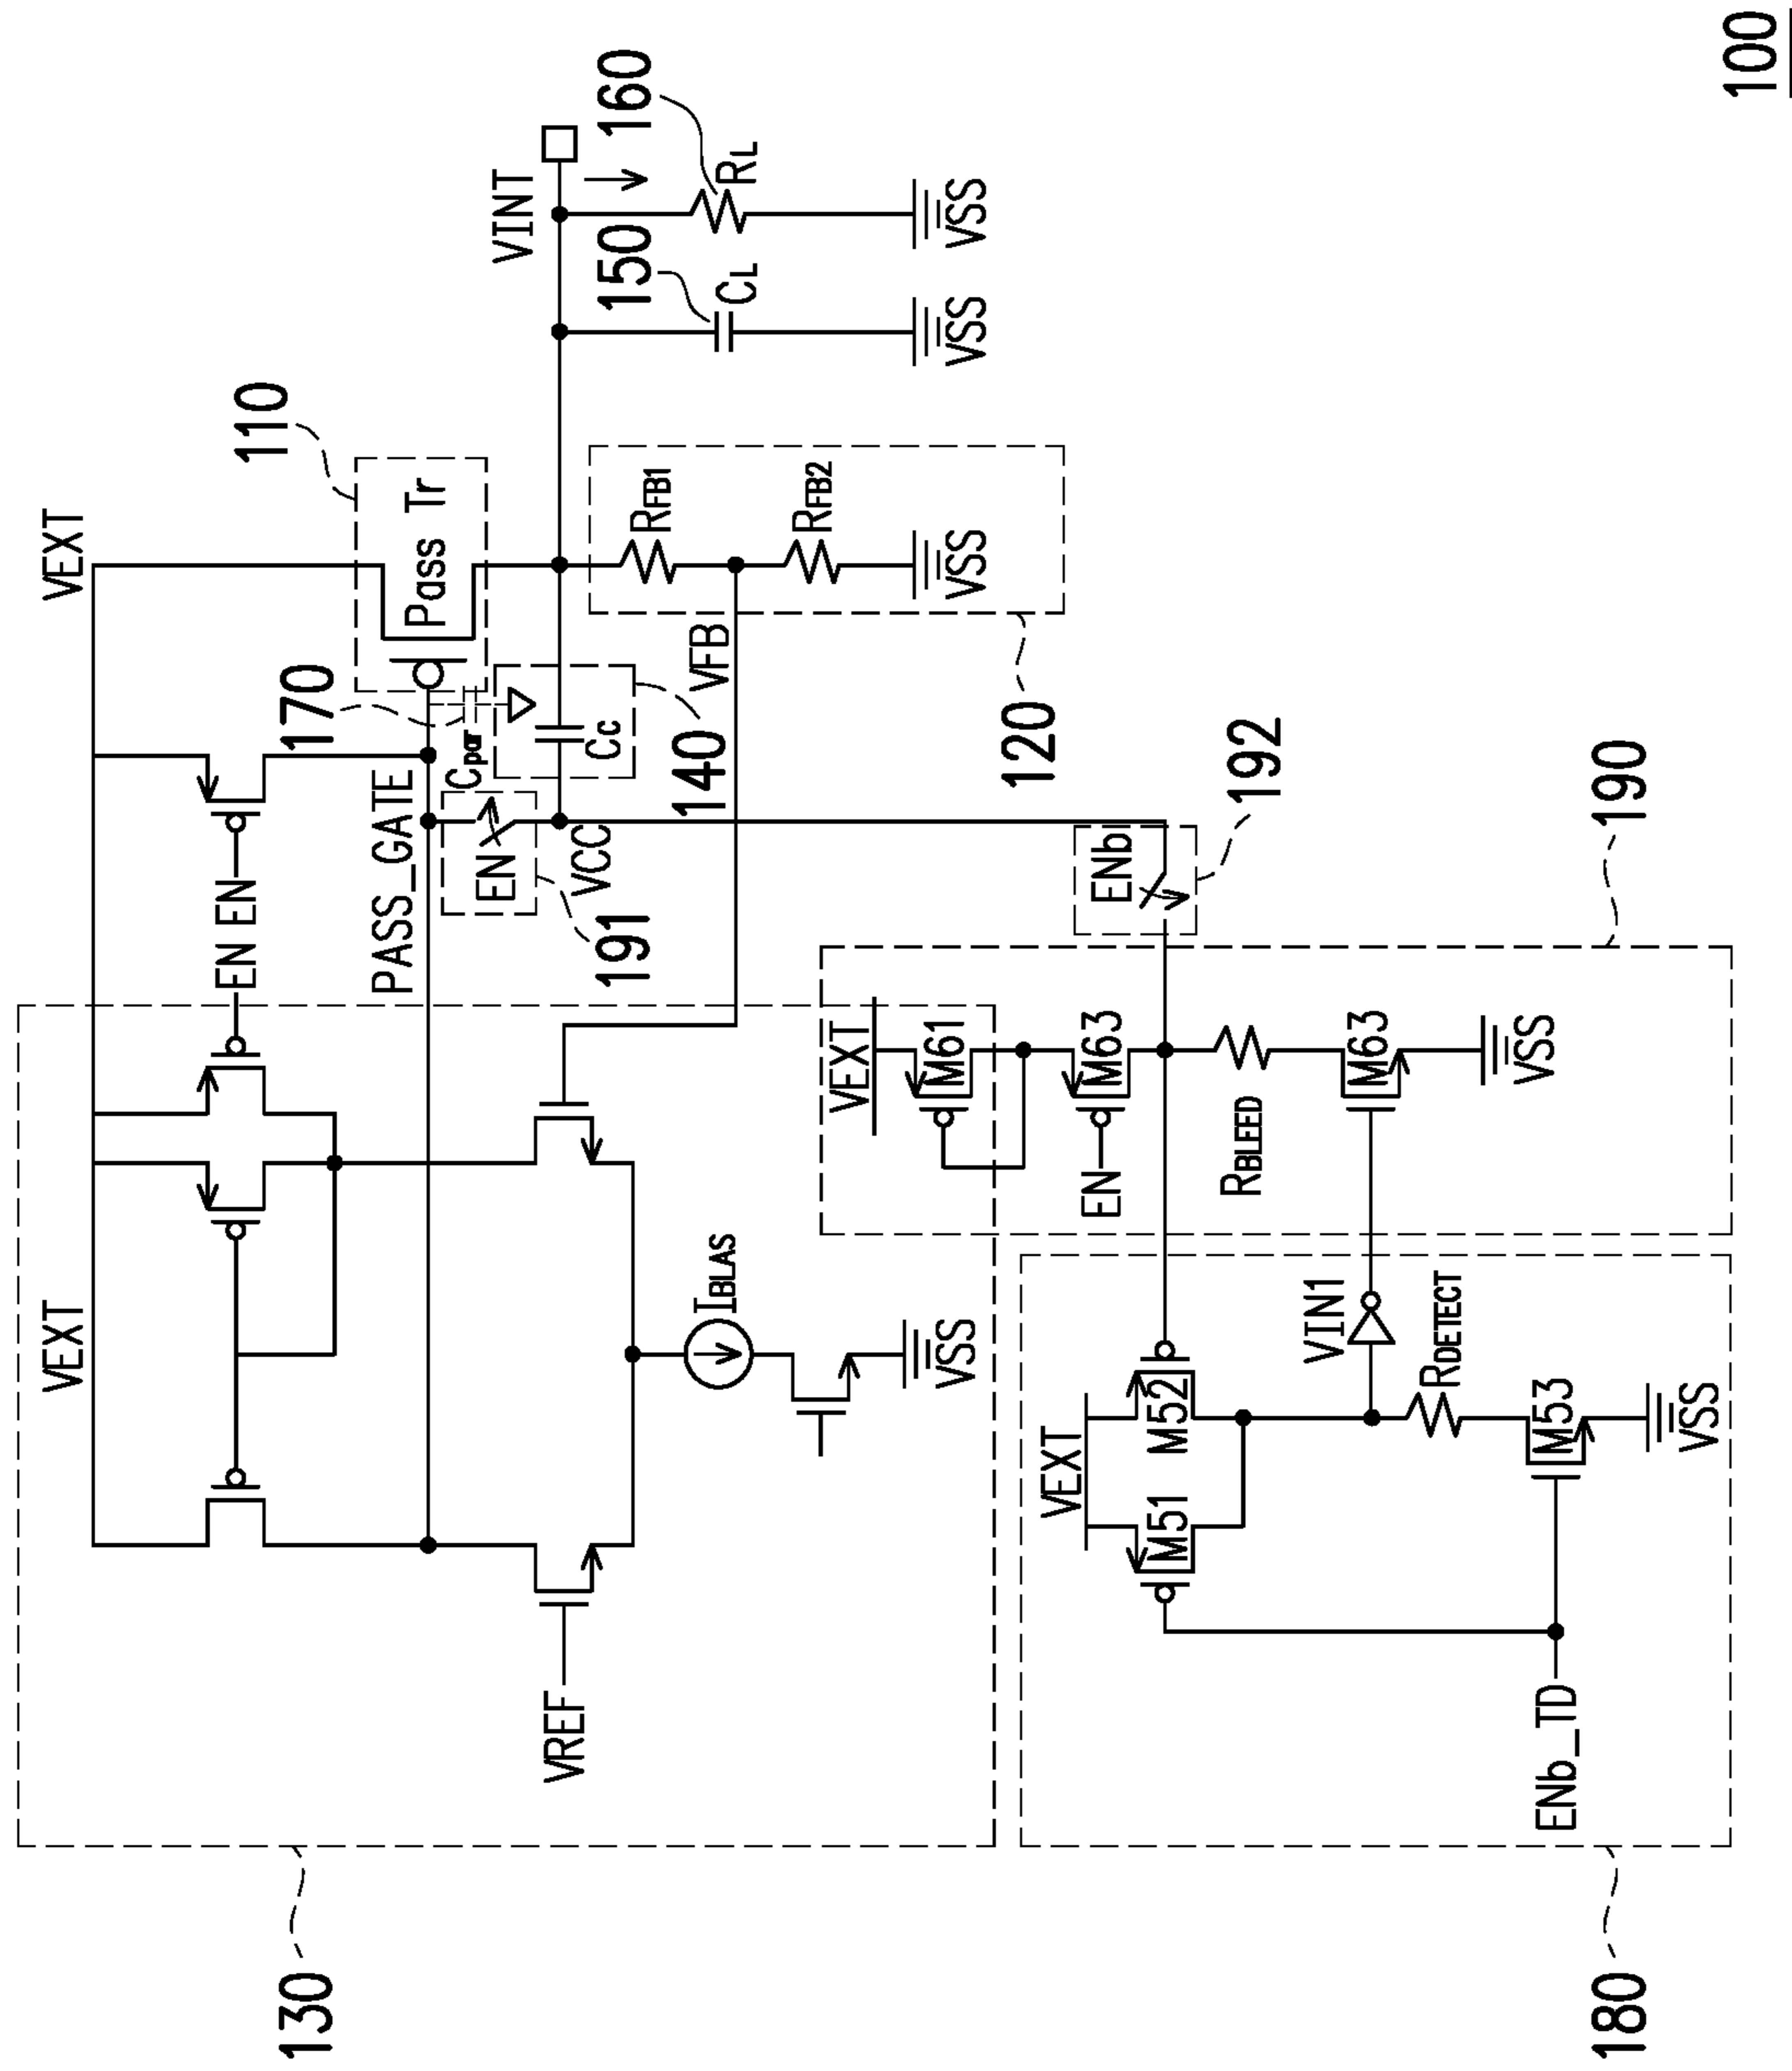 100
VEXT
VEXT
110
Pass Tr
170
Cpar
EN
EN
PASS_GATE
EN
191
VCC
CC
140
VFB
RFB1
RFB2
VSS
120
VINT
150
CL
VSS
160
RL
VSS
130
VREF
IBLAS
VSS
ENb
192
190
VEXT
M61
M63
EN
RBLEED
M63
VSS
180
VEXT
M51
M52
VIN1
RDETECT
M53
VSS
ENb_TD